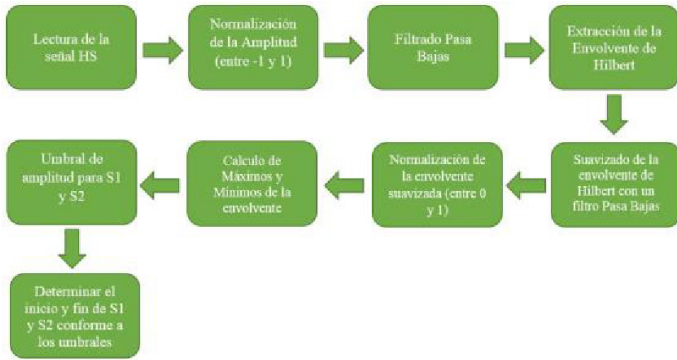 Lectura de la
señal HS
Normalización
de la Amplitud
(entre -1 y 1)
Filtrado Pasa
Bajas
Extracción de la
Envolvente de
Hilbert
Suavizado de la
envolvente de
Hilbert con un
filtro Pasa Bajas
Normalización de
la envolvente
suavizada (entre 0
y 1)
Calculo de
Máximos y
Mínimos de la
envolvente
Umbral de
amplitud para S1
y S2
Determinar el
inicio y fin de S1
y S2 conforme a
los umbrales